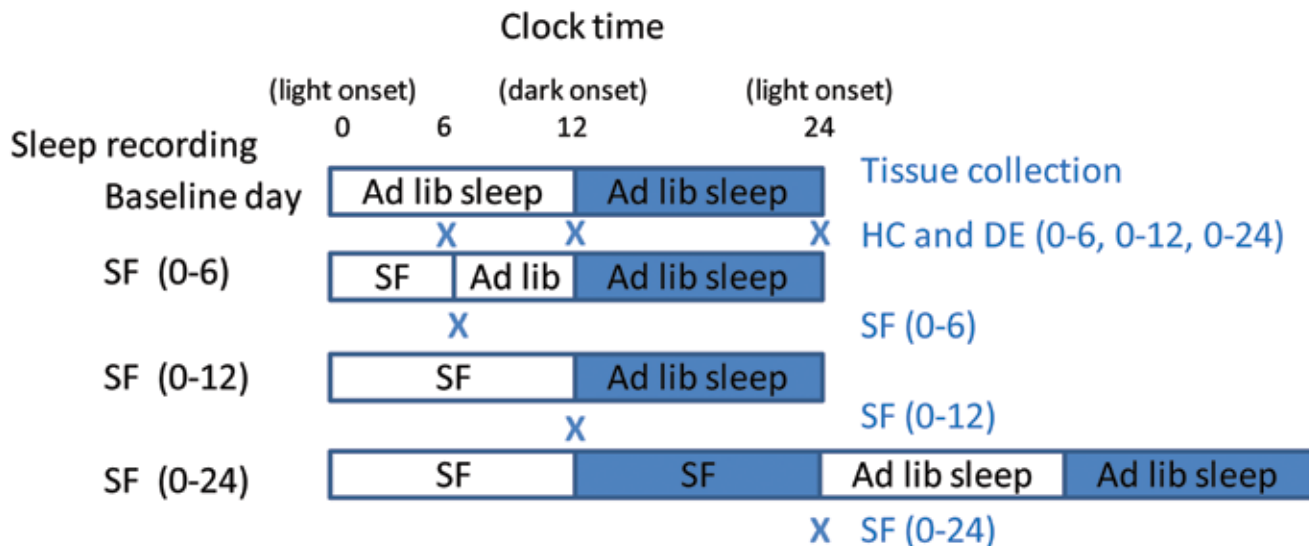 Clock time
(light onset) (dark onset) (light onset)
0 6 12 24
Sleep recording
Tissue collection
Baseline day Ad lib sleep Ad lib sleep
X X X HC and DE (0-6, 0-12, 0-24)
SF (0-6) SF Ad lib Ad lib sleep
X SF (0-6)
SF (0-12) SF Ad lib sleep
X SF (0-12)
SF (0-24) SF SF Ad lib sleep Ad lib sleep
X SF (0-24)